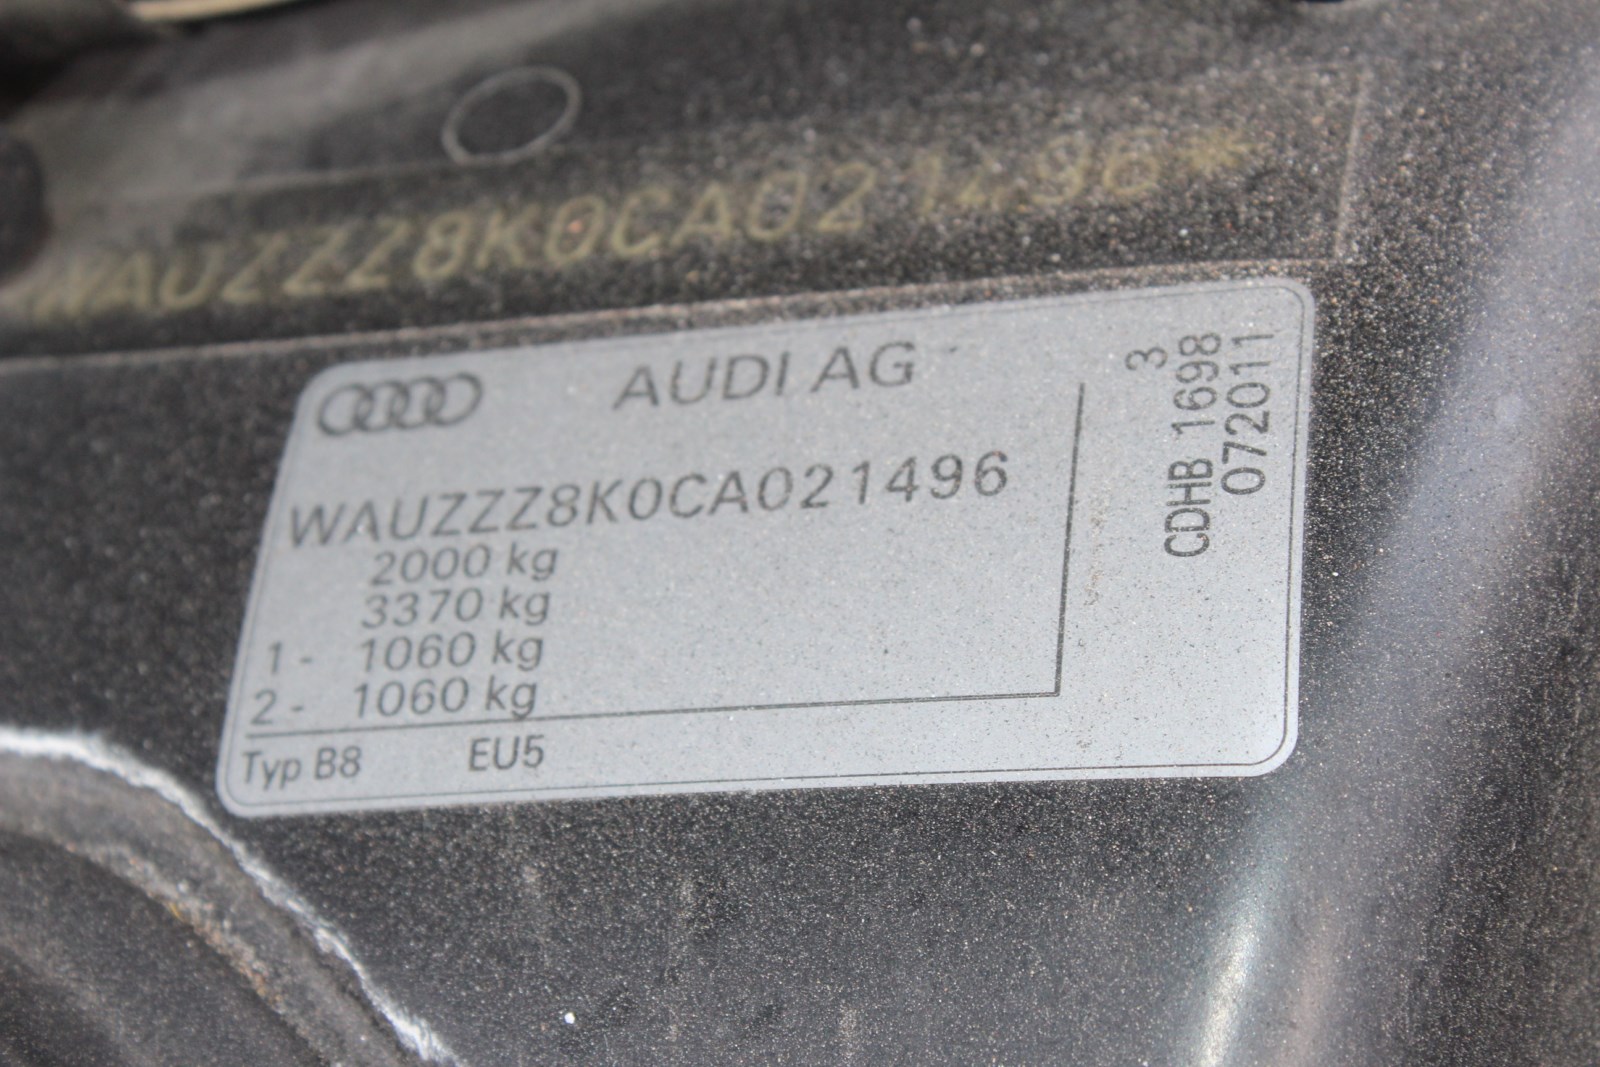 WAUZZZ8K0CA021496*
AUDI AG
WAUZZZ8K0CA021496
2000 kg
3370 kg
1 - 1060 kg
2 - 1060 kg
Typ B8 EU5
3
CDHB 1698
072011